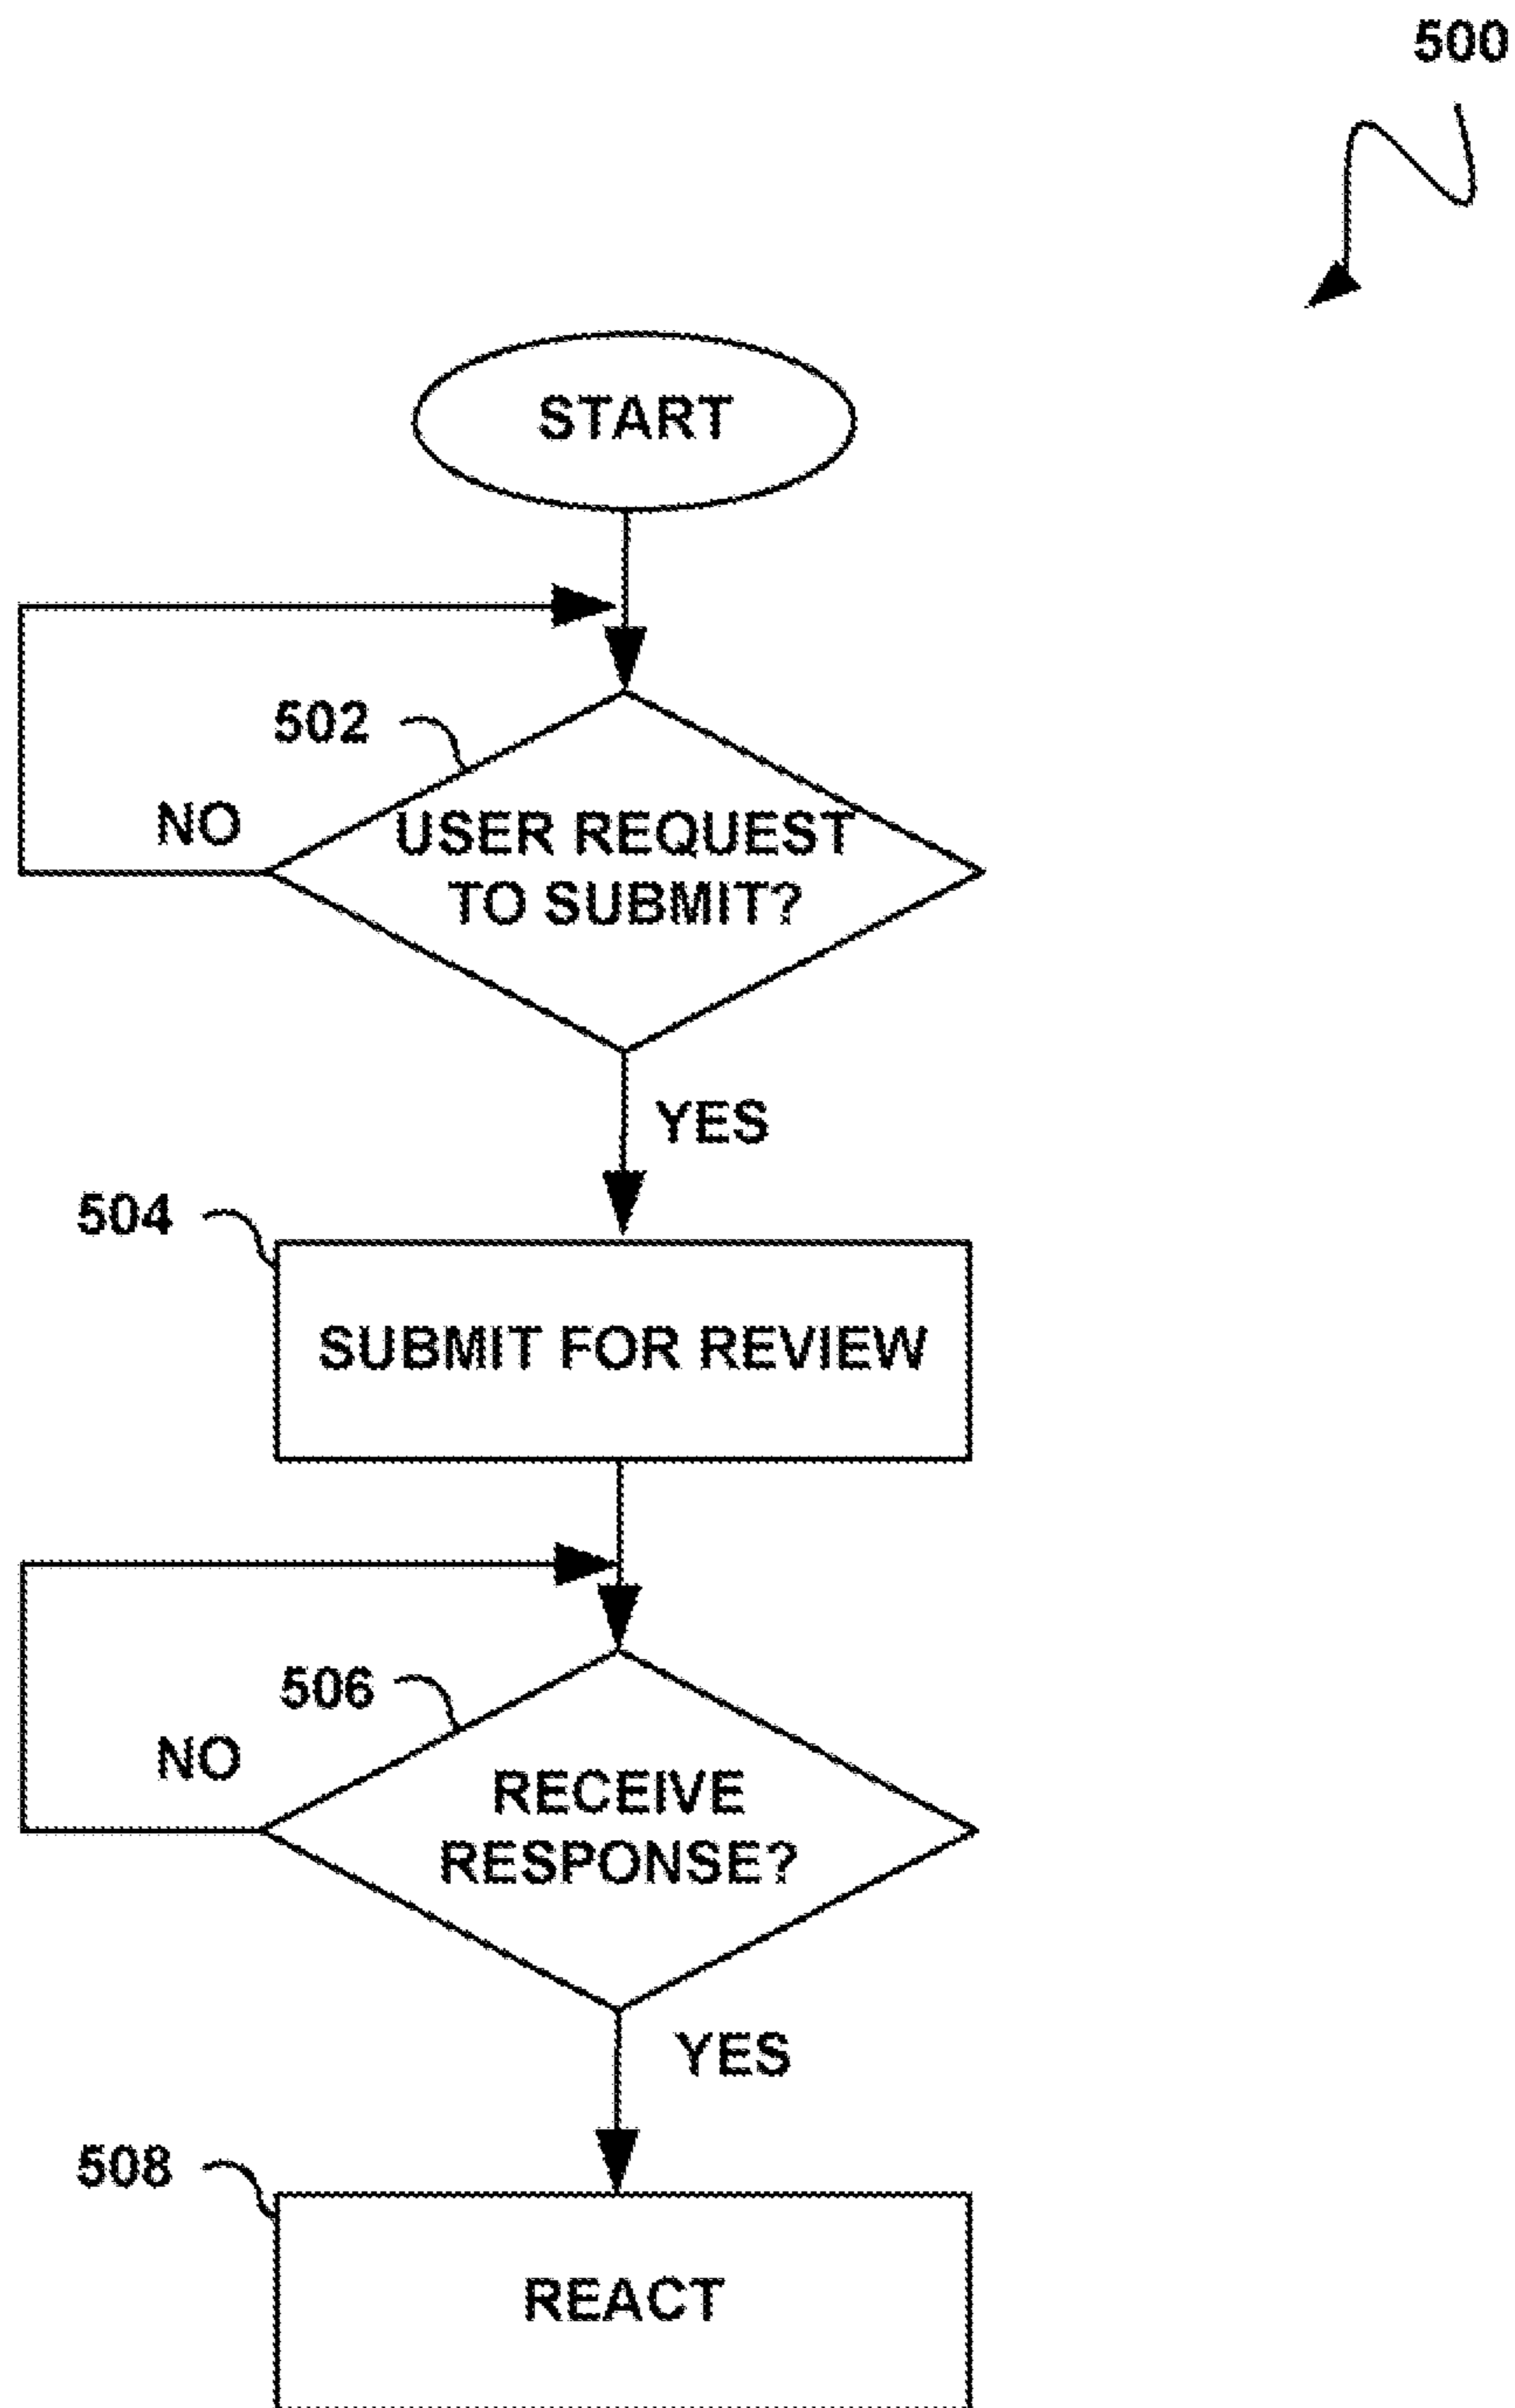 500
START
502
NO
USER REQUEST
TO SUBMIT?
YES
504
SUBMIT FOR REVIEW
506
NO
RECEIVE
RESPONSE?
YES
508
REACT